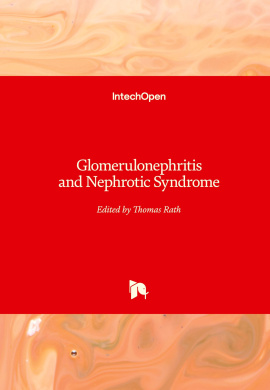 IntechOpen
Glomerulonephritis
and Nephrotic Syndrome
Edited by Thomas Rath